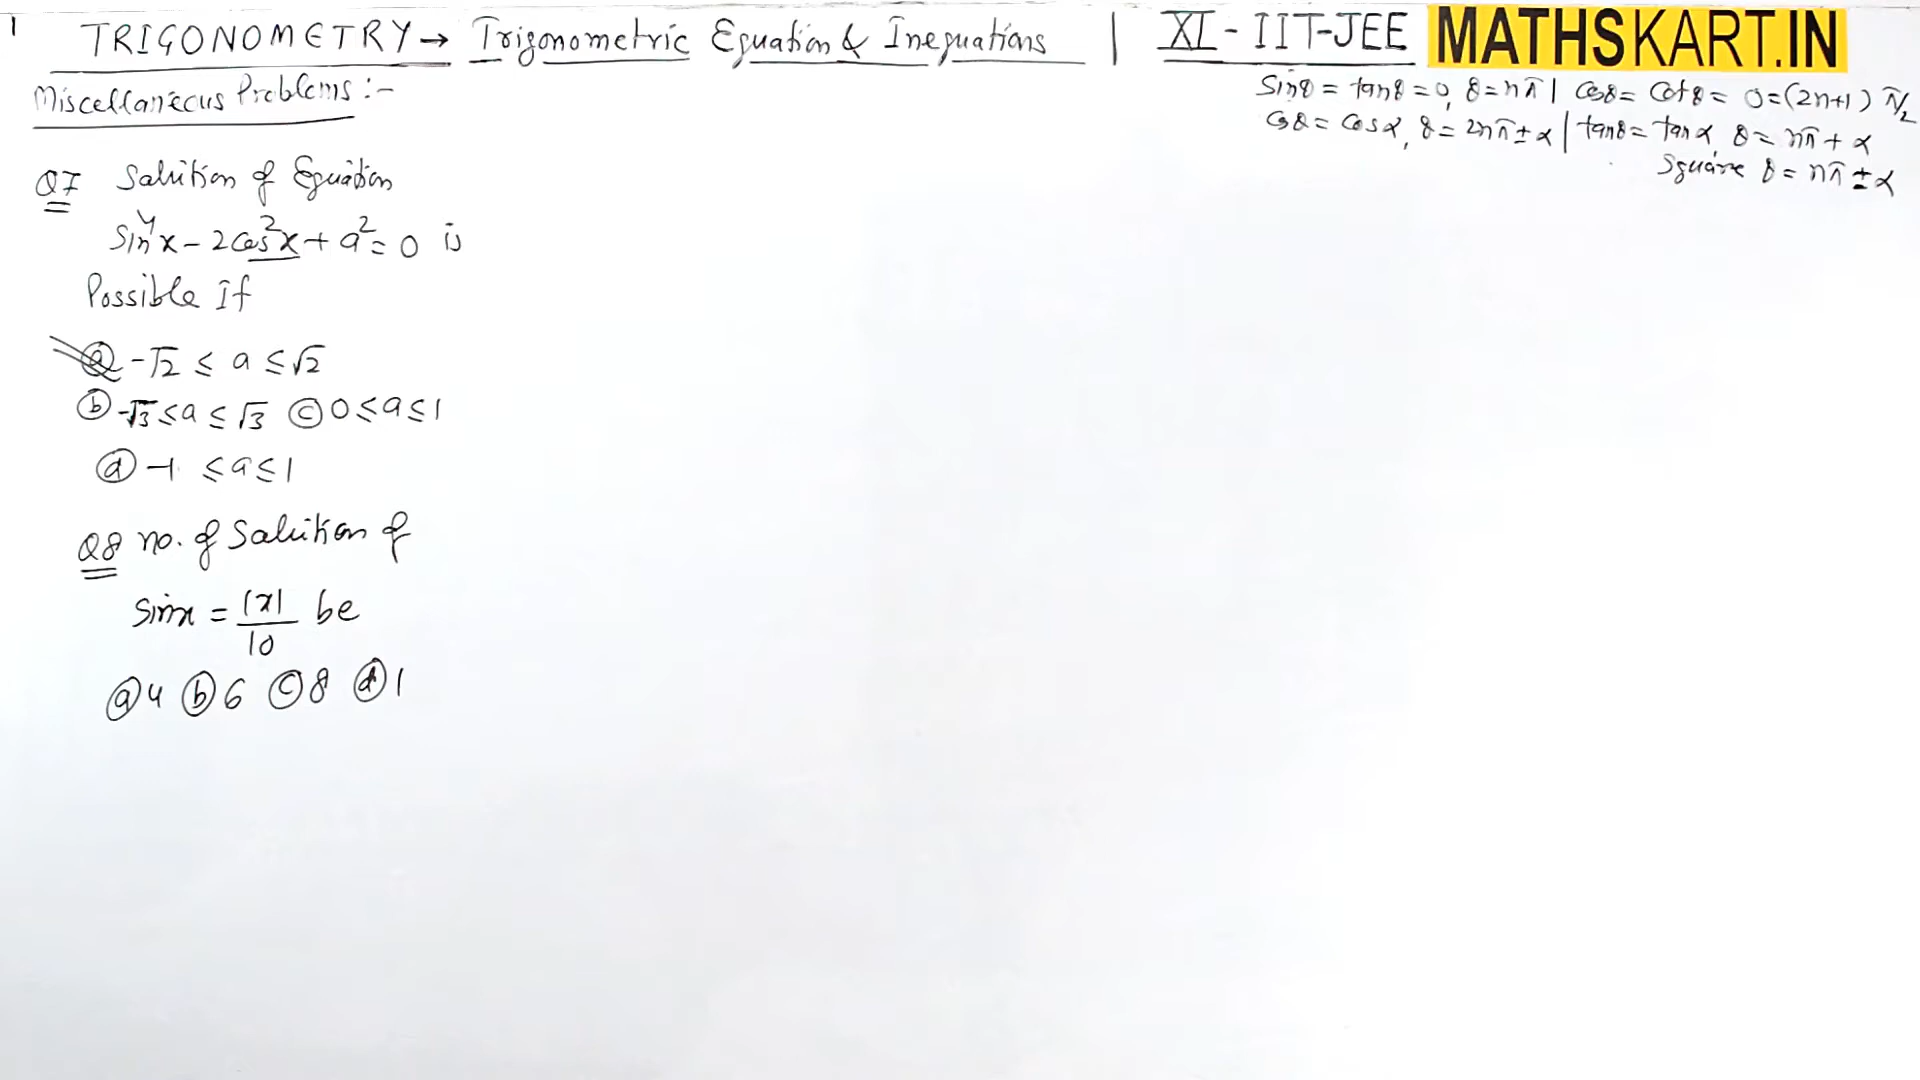 1
TRIGONOMETRY → Trigonometric Equation & Inequations | XI - IIT-JEE MATHSKART.IN
Miscellaneous Problems :-
Sinθ = tanθ = 0, θ = nπ | Cosθ = Cotθ = 0 = (2n+1) π/2
Cosθ = Cosα, θ = 2nπ ± α | tanθ = tanα, θ = nπ + α
Square θ = nπ ± α
Q7 Solution of Equation
Sin⁴x - 2cos²x + a² = 0 is
Possible If
ⓐ -√2 ≤ a ≤ √2
ⓑ -√3 ≤ a ≤ √3 ⓒ 0 ≤ a ≤ 1
ⓓ -1 ≤ a ≤ 1
Q8 no. of Solution of
Sinx = |x|/10 be
ⓐ 4 ⓑ 6 ⓒ 8 ⓓ 1